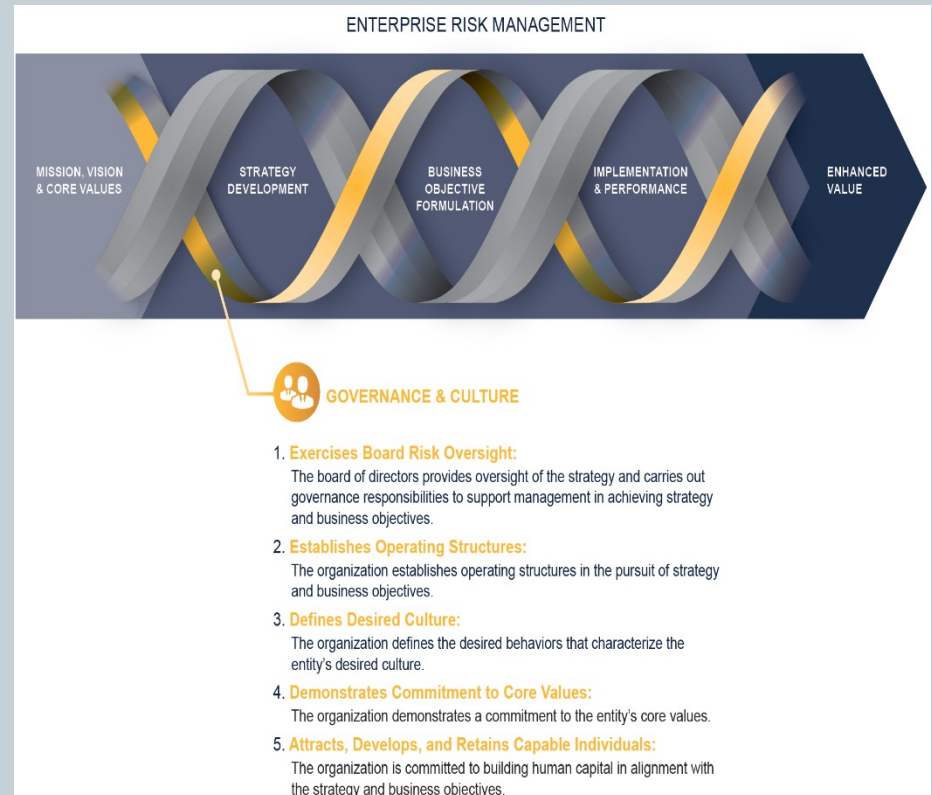 ENTERPRISE RISK MANAGEMENT
MISSION, VISION
& CORE VALUES
STRATEGY
DEVELOPMENT
BUSINESS
OBJECTIVE
FORMULATION
IMPLEMENTATION
& PERFORMANCE
ENHANCED
VALUE
GOVERNANCE & CULTURE
1. Exercises Board Risk Oversight:
The board of directors provides oversight of the strategy and carries out
governance responsibilities to support management in achieving strategy
and business objectives.
2. Establishes Operating Structures:
The organization establishes operating structures in the pursuit of strategy
and business objectives.
3. Defines Desired Culture:
The organization defines the desired behaviors that characterize the
entity’s desired culture.
4. Demonstrates Commitment to Core Values:
The organization demonstrates a commitment to the entity’s core values.
5. Attracts, Develops, and Retains Capable Individuals:
The organization is committed to building human capital in alignment with
the strategy and business objectives.